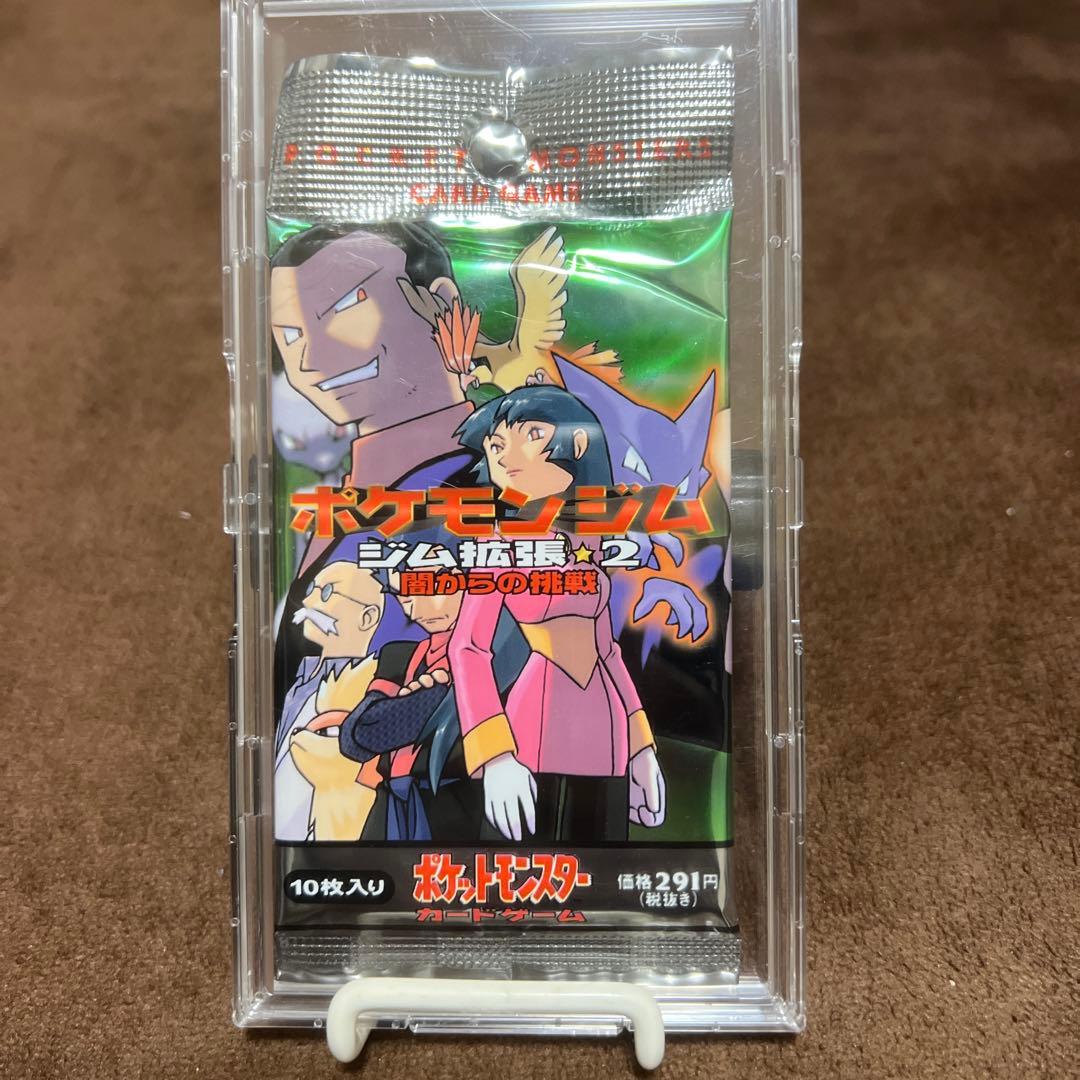 POCKET MONSTERS
CARD GAME
ポケモンジム
ジム拡張★2
闇からの挑戦
10枚入り
ポケットモンスター
カードゲーム
価格291円
(税抜き)